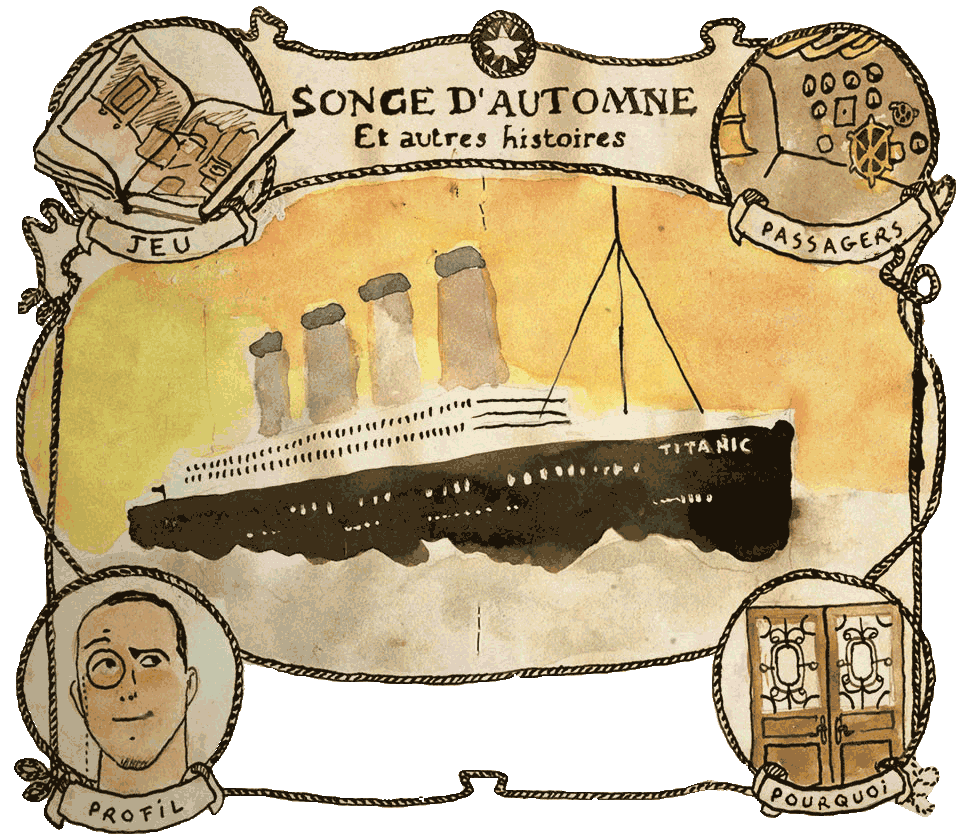 SONGE D'AUTOMNE
Et autres histoires
JEU
PASSAGERS
TITANIC
PROFiL
POURQUOi